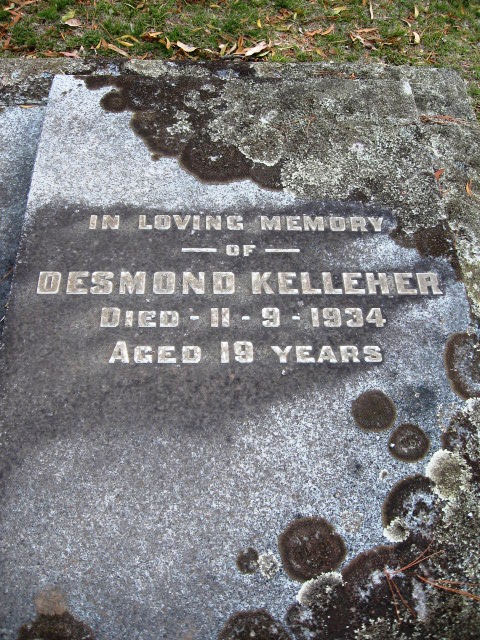 IN LOVING MEMORY
— OF —
DESMOND KELLEHER
DIED - 11 - 9 - 1934
AGED 19 YEARS